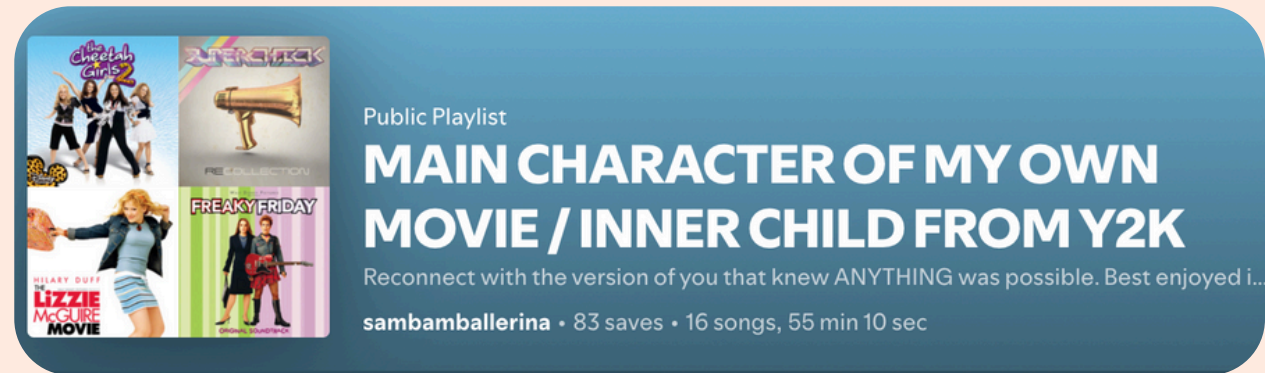 the
Cheetah
Girls 2
Disney
SUPERCHICK
RECOLLECTION
HILARY DUFF
THE
LIZZIE
McGUIRE
MOVIE
FREAKY FRIDAY
ORIGINAL SOUNDTRACK
Public Playlist
MAIN CHARACTER OF MY OWN
MOVIE / INNER CHILD FROM Y2K
Reconnect with the version of you that knew ANYTHING was possible. Best enjoyed i...
sambamballerina • 83 saves • 16 songs, 55 min 10 sec